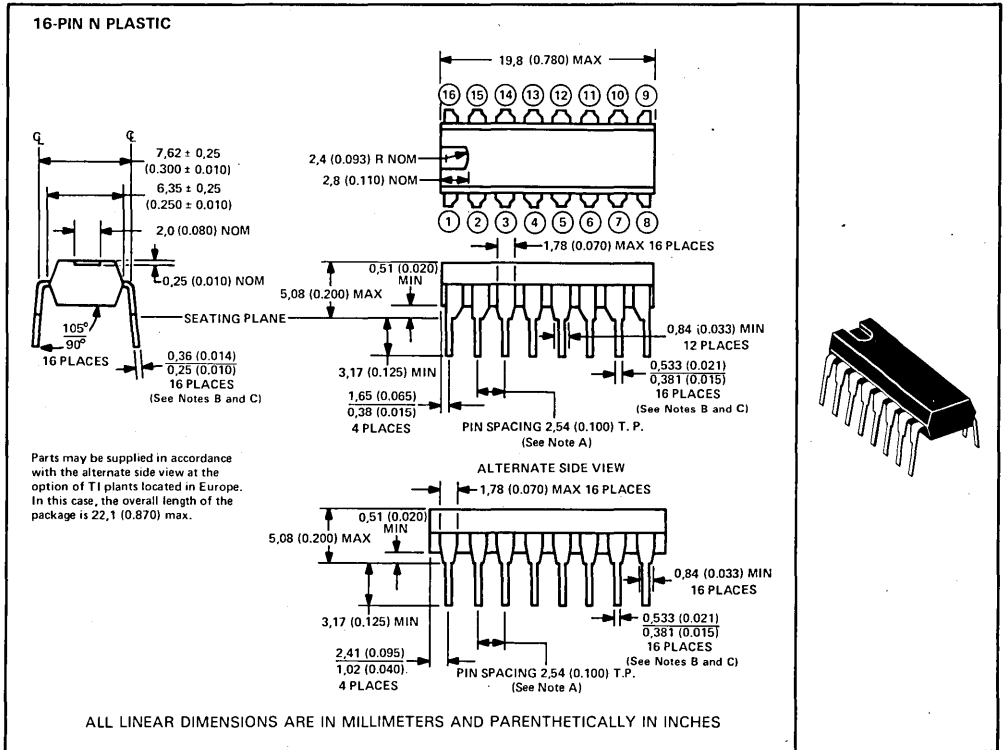 16-PIN N PLASTIC
19,8 (0.780) MAX
16 15 14 13 12 11 10 9
2,4 (0.093) R NOM
2,8 (0.110) NOM
1 2 3 4 5 6 7 8
℄ ℄
7,62 ± 0,25
(0.300 ± 0.010)
6,35 ± 0,25
(0.250 ± 0.010)
2,0 (0.080) NOM
0,25 (0.010) NOM
105°
90°
16 PLACES
0,36 (0.014)
0,25 (0.010)
16 PLACES
(See Notes B and C)
1,78 (0.070) MAX 16 PLACES
0,51 (0.020)
MIN
5,08 (0.200) MAX
SEATING PLANE
3,17 (0.125) MIN
1,65 (0.065)
0,38 (0.015)
4 PLACES
0,84 (0.033) MIN
12 PLACES
0,533 (0.021)
0,381 (0.015)
16 PLACES
(See Notes B and C)
PIN SPACING 2,54 (0.100) T. P.
(See Note A)
Parts may be supplied in accordance
with the alternate side view at the
option of TI plants located in Europe.
In this case, the overall length of the
package is 22,1 (0.870) max.
ALTERNATE SIDE VIEW
1,78 (0.070) MAX 16 PLACES
0,51 (0.020)
MIN
5,08 (0.200) MAX
3,17 (0.125) MIN
2,41 (0.095)
1,02 (0.040)
4 PLACES
0,84 (0.033) MIN
16 PLACES
0,533 (0.021)
0,381 (0.015)
16 PLACES
(See Notes B and C)
PIN SPACING 2,54 (0.100) T.P.
(See Note A)
ALL LINEAR DIMENSIONS ARE IN MILLIMETERS AND PARENTHETICALLY IN INCHES